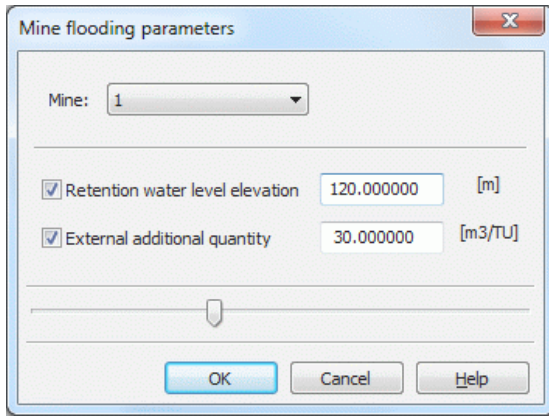 Mine flooding parameters
Mine: 1
Retention water level elevation 120.000000 [m]
External additional quantity 30.000000 [m3/TU]
OK Cancel Help